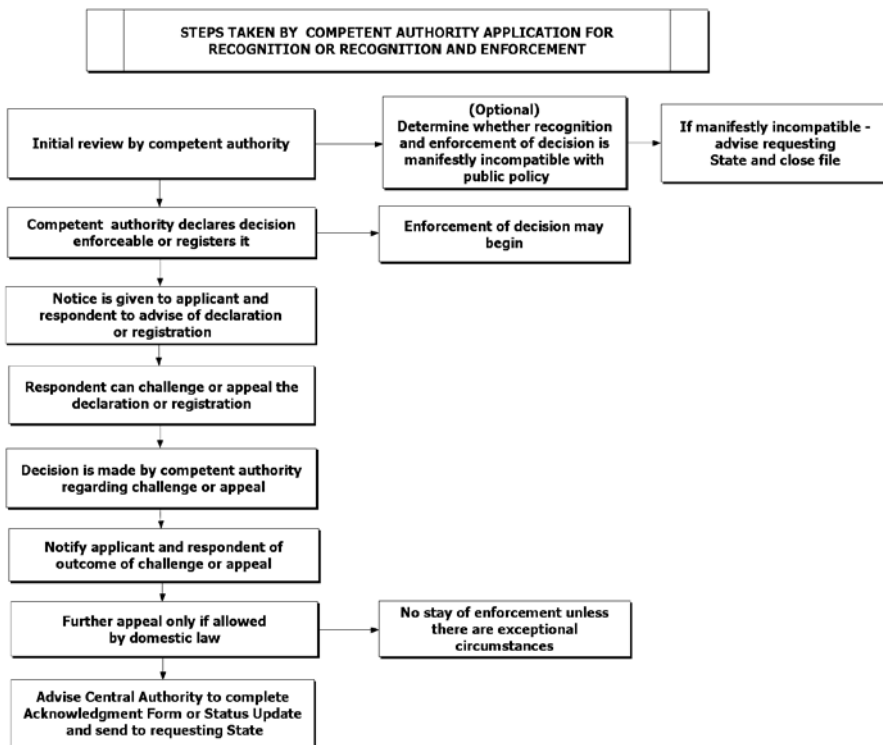 STEPS TAKEN BY COMPETENT AUTHORITY APPLICATION FOR
RECOGNITION OR RECOGNITION AND ENFORCEMENT
Initial review by competent authority
(Optional)
Determine whether recognition
and enforcement of decision is
manifestly incompatible with
public policy
If manifestly incompatible -
advise requesting
State and close file
Competent authority declares decision
enforceable or registers it
Enforcement of decision may
begin
Notice is given to applicant and
respondent to advise of declaration
or registration
Respondent can challenge or appeal the
declaration or registration
Decision is made by competent authority
regarding challenge or appeal
Notify applicant and respondent of
outcome of challenge or appeal
Further appeal only if allowed
by domestic law
No stay of enforcement unless
there are exceptional
circumstances
Advise Central Authority to complete
Acknowledgment Form or Status Update
and send to requesting State